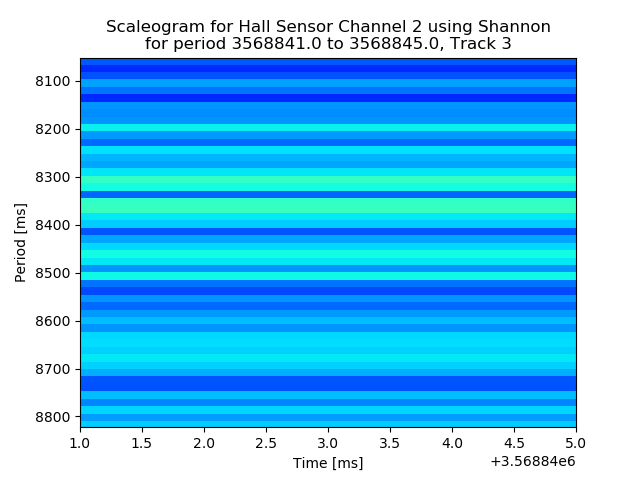 Scaleogram for Hall Sensor Channel 2 using Shannon
for period 3568841.0 to 3568845.0, Track 3
8100
8200
8300
8400
8500
8600
8700
8800
Period [ms]
1.0 1.5 2.0 2.5 3.0 3.5 4.0 4.5 5.0
Time [ms]
+3.56884e6